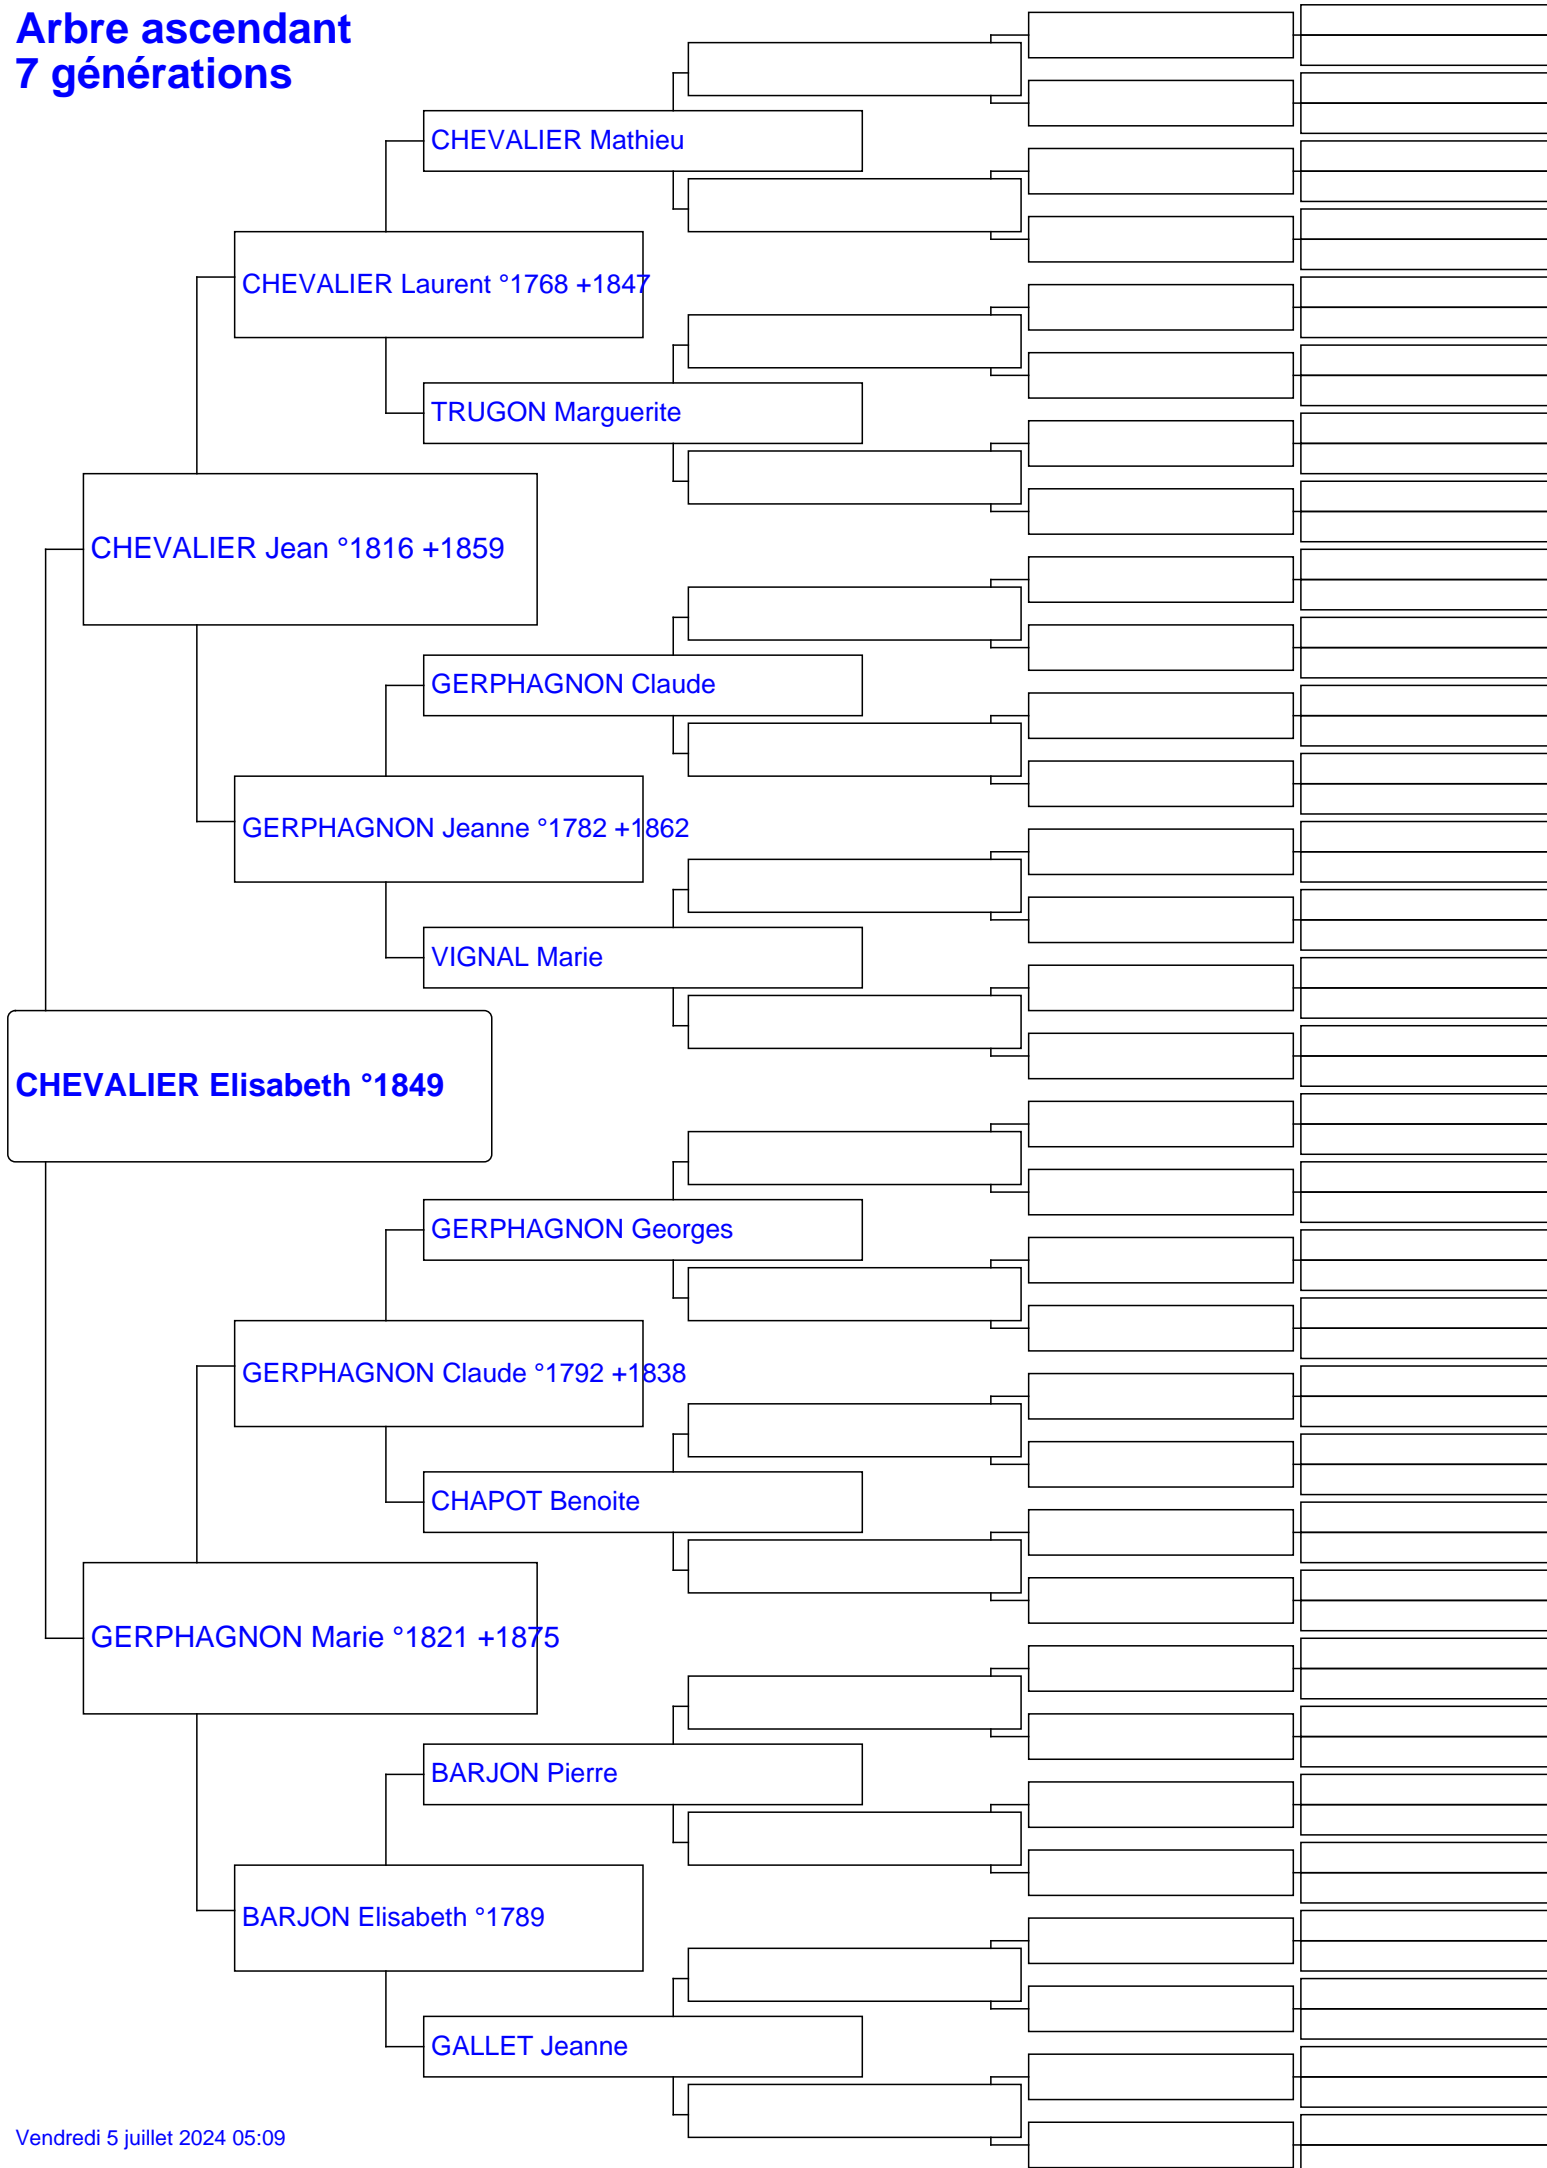 Arbre ascendant
7 générations
CHEVALIER Mathieu
CHEVALIER Laurent °1768 +1847
TRUGON Marguerite
CHEVALIER Jean °1816 +1859
GERPHAGNON Claude
GERPHAGNON Jeanne °1782 +1862
VIGNAL Marie
CHEVALIER Elisabeth °1849
GERPHAGNON Georges
GERPHAGNON Claude °1792 +1838
CHAPOT Benoite
GERPHAGNON Marie °1821 +1875
BARJON Pierre
BARJON Elisabeth °1789
GALLET Jeanne
Vendredi 5 juillet 2024 05:09